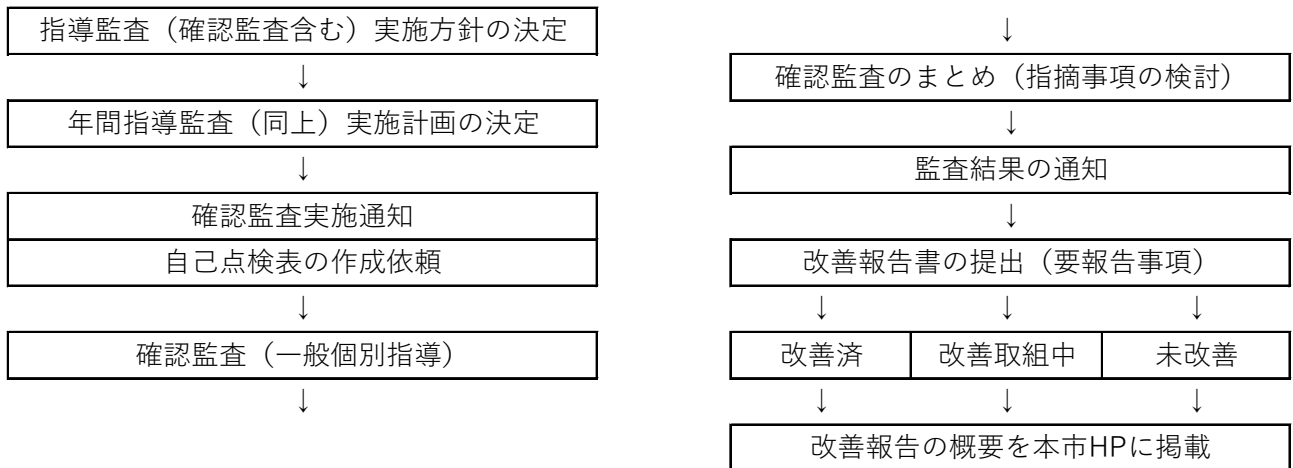 指導監査（確認監査含む）実施方針の決定
↓
年間指導監査（同上）実施計画の決定
↓
確認監査実施通知
自己点検表の作成依頼
↓
確認監査（一般個別指導）
↓
↓
確認監査のまとめ（指摘事項の検討）
↓
監査結果の通知
↓
改善報告書の提出（要報告事項）
↓ ↓ ↓
改善済 改善取組中 未改善
↓ ↓ ↓
改善報告の概要を本市HPに掲載